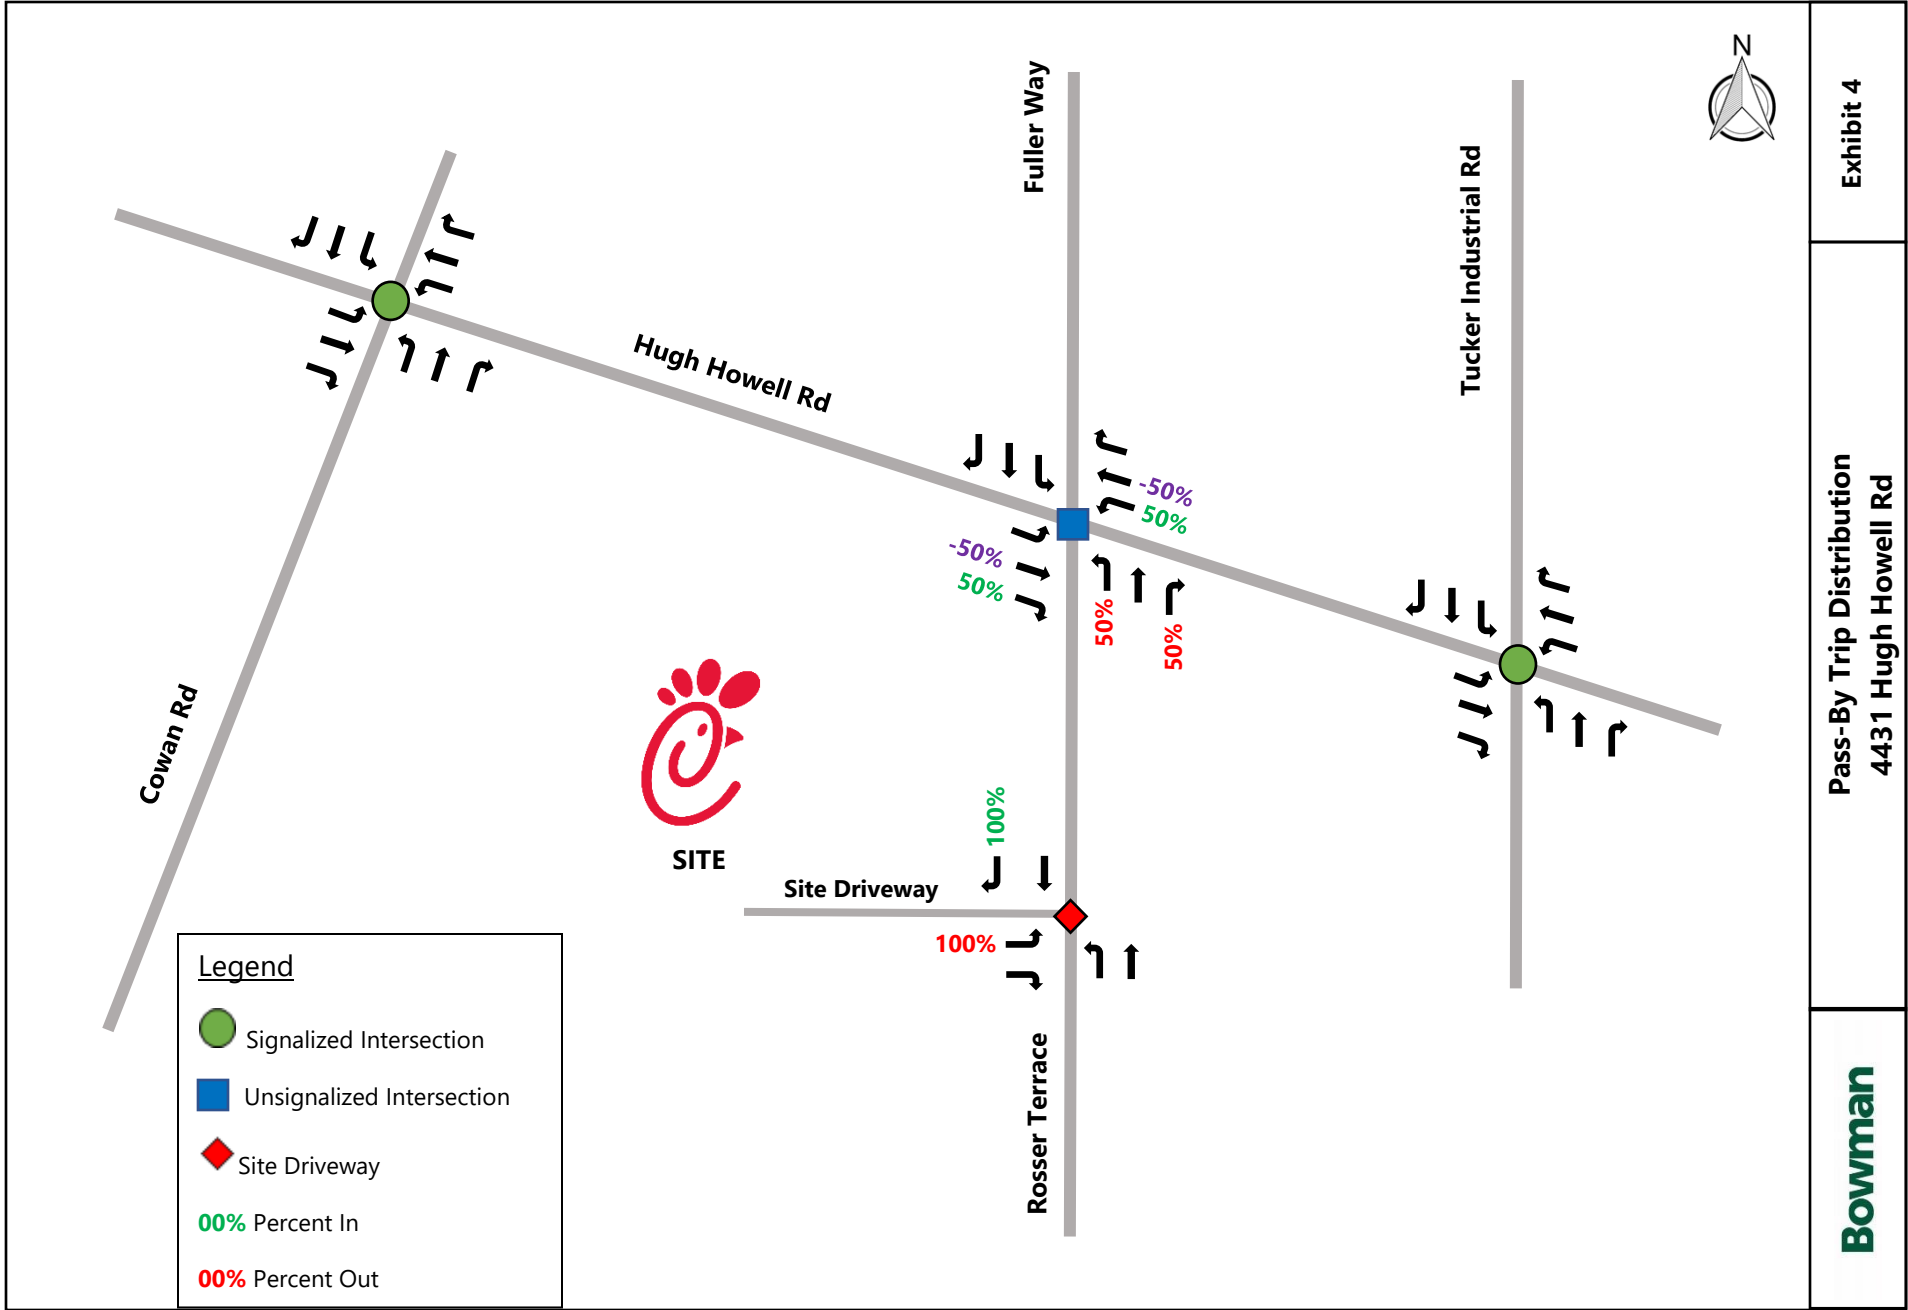 N
Fuller Way
Tucker Industrial Rd
Hugh Howell Rd
-50%
50%
-50%
50%
50%
50%
Cowan Rd
SITE
100%
Site Driveway
100%
Rosser Terrace
Legend
Signalized Intersection
Unsignalized Intersection
Site Driveway
00% Percent In
00% Percent Out
Exhibit 4
Pass-By Trip Distribution
4431 Hugh Howell Rd
Bowman